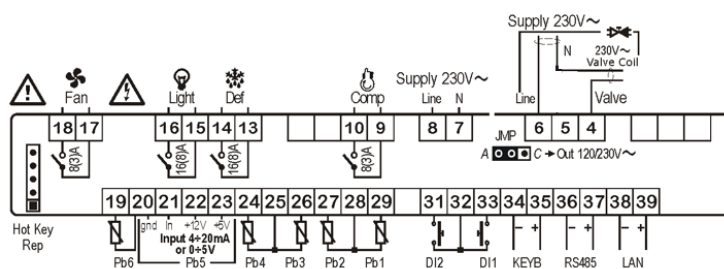 Supply 230V~
N
230V~
Valve Coil
Fan
Light
Def
Comp
Supply 230V~
Line
N
Line
Valve
18 17
16 15 14 13
10 9
8 7
6 5 4
8(3)A
16(8)A
16(8)A
8(3)A
JMP
A C → Out 120/230V~
19 20 21 22 23 24 25 26 27 28 29
31 32 33 34 35 36 37 38 39
gnd In +12V +5V
Input 4÷20mA
or 0÷5V
- + - + - +
Hot Key
Rep
Pb6 Pb5 Pb4 Pb3 Pb2 Pb1 DI2 DI1 KEYB RS485 LAN